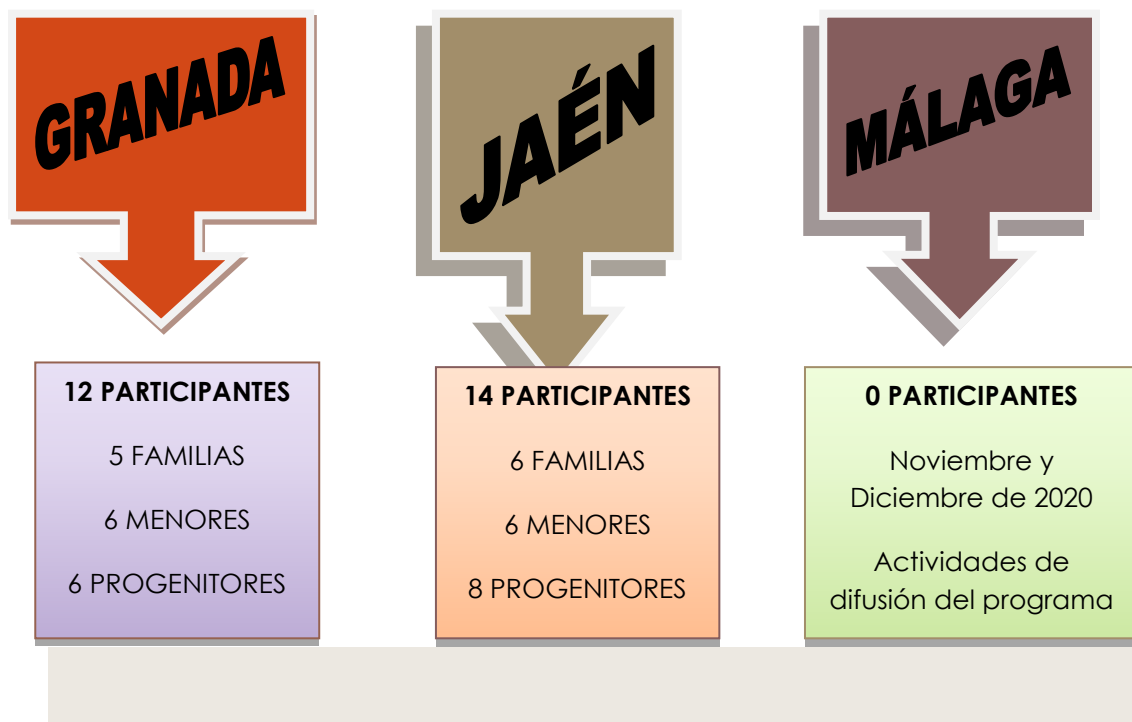 GRANADA
12 PARTICIPANTES
5 FAMILIAS
6 MENORES
6 PROGENITORES
JAÉN
14 PARTICIPANTES
6 FAMILIAS
6 MENORES
8 PROGENITORES
MÁLAGA
0 PARTICIPANTES
Noviembre y
Diciembre de 2020
Actividades de
difusión del programa